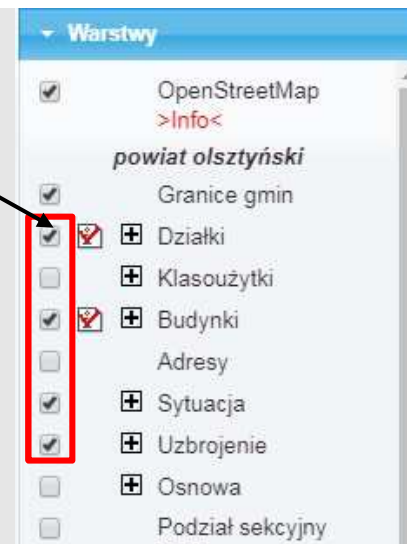 Warstwy
OpenStreetMap
>Info<
powiat olsztyński
Granice gmin
Działki
Klasoużytki
Budynki
Adresy
Sytuacja
Uzbrojenie
Osnowa
Podział sekcyjny